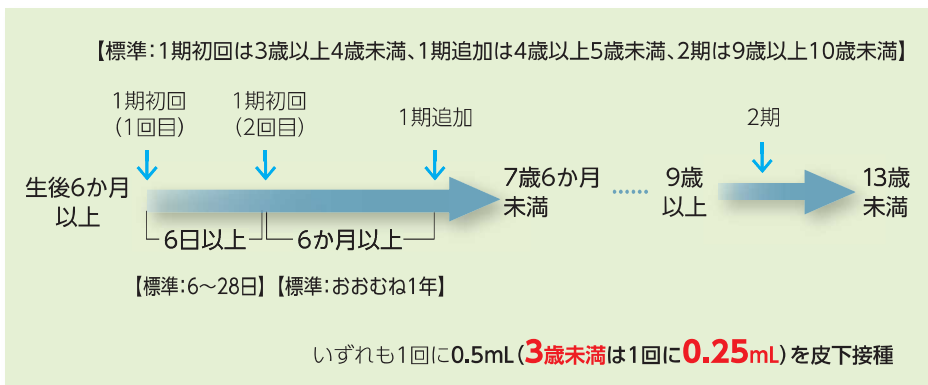 【標準：1期初回は3歳以上4歳未満、1期追加は4歳以上5歳未満、2期は9歳以上10歳未満】
1期初回
（1回目）
1期初回
（2回目）
1期追加
2期
生後6か月
以上
7歳6か月
未満
……
9歳
以上
13歳
未満
6日以上
6か月以上
【標準：6～28日】
【標準：おおむね1年】
いずれも1回に0.5mL（3歳未満は1回に0.25mL）を皮下接種